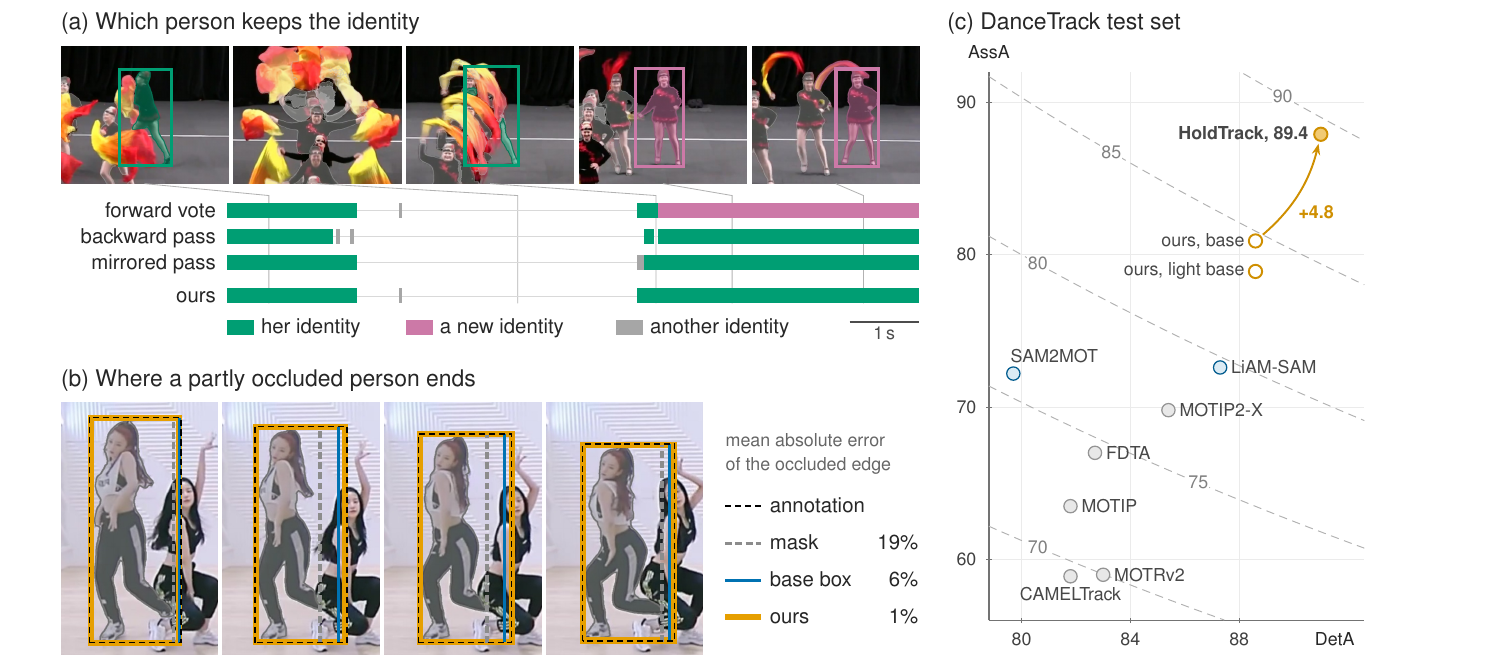 (a) Which person keeps the identity
forward vote
backward pass
mirrored pass
ours
her identity
a new identity
another identity
1 s
(b) Where a partly occluded person ends
mean absolute error
of the occluded edge
annotation
mask 19%
base box 6%
ours 1%
(c) DanceTrack test set
AssA
90
90
HoldTrack, 89.4
85
+4.8
ours, base
80
80
ours, light base
SAM2MOT
LiAM-SAM
70
MOTIP2-X
FDTA
75
MOTIP
70
60
MOTRv2
CAMELTrack
80 84 88 DetA